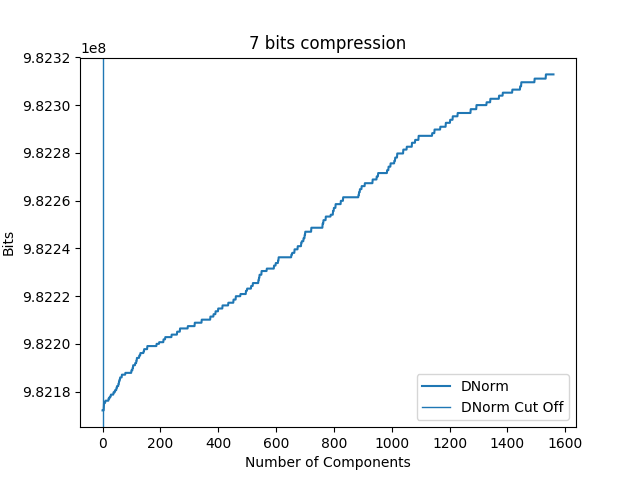 7 bits compression
1e8
9.8232
9.8230
9.8228
9.8226
9.8224
9.8222
9.8220
9.8218
Bits
0 200 400 600 800 1000 1200 1400 1600
Number of Components
DNorm
DNorm Cut Off